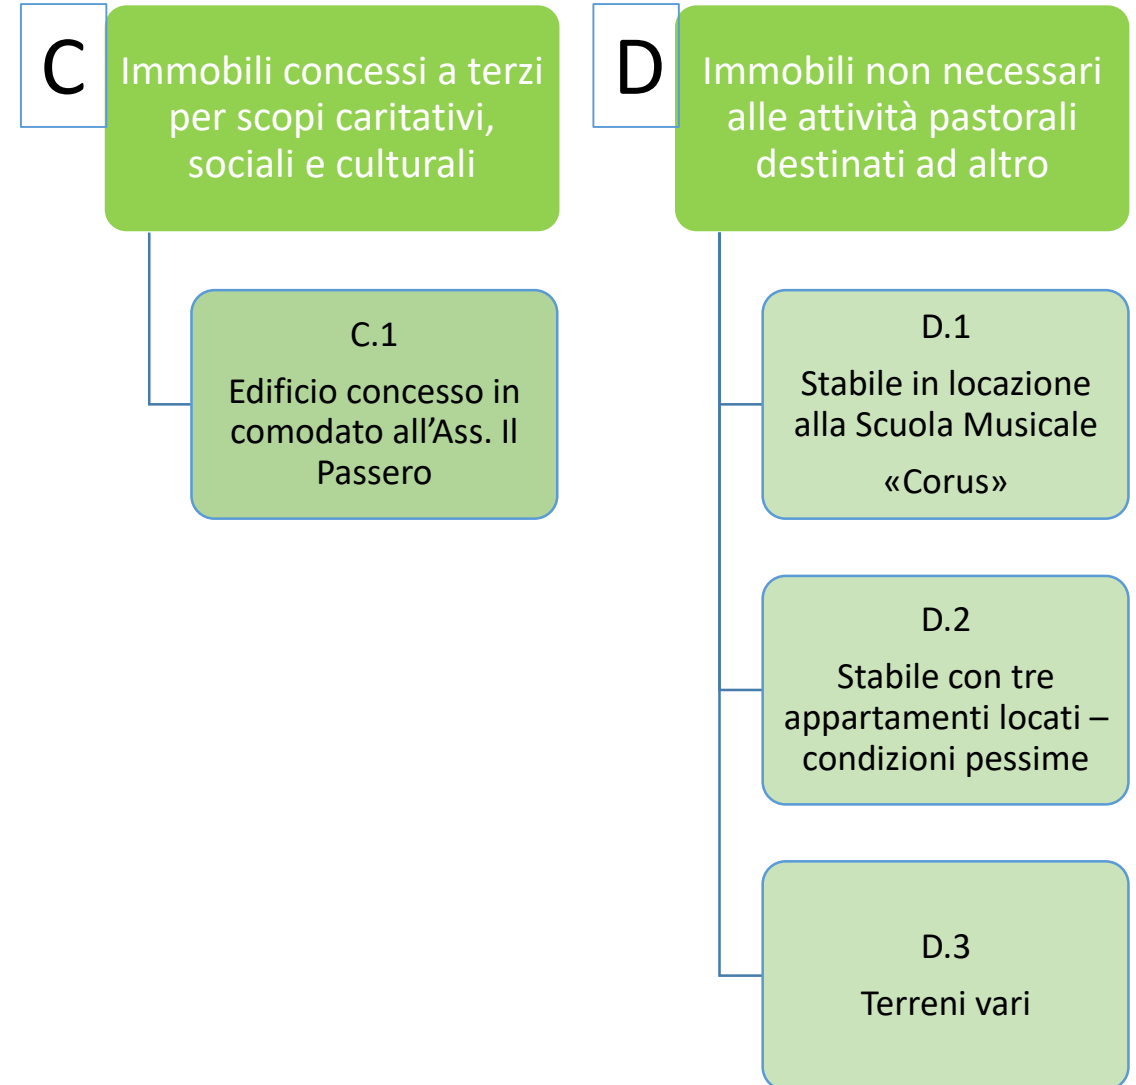 C
Immobili concessi a terzi
per scopi caritativi,
sociali e culturali
C.1
Edificio concesso in
comodato all’Ass. Il
Passero
D
Immobili non necessari
alle attività pastorali
destinati ad altro
D.1
Stabile in locazione
alla Scuola Musicale
«Corus»
D.2
Stabile con tre
appartamenti locati –
condizioni pessime
D.3
Terreni vari